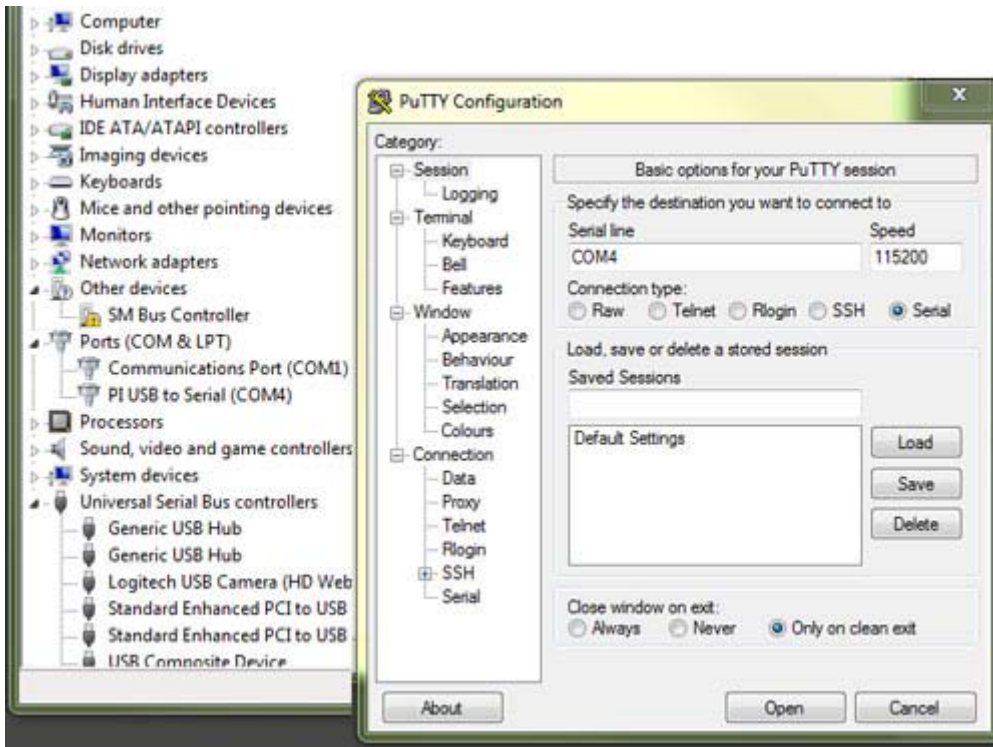 Computer
Disk drives
Display adapters
Human Interface Devices
IDE ATA/ATAPI controllers
Imaging devices
Keyboards
Mice and other pointing devices
Monitors
Network adapters
Other devices
SM Bus Controller
Ports (COM & LPT)
Communications Port (COM1)
PI USB to Serial (COM4)
Processors
Sound, video and game controllers
System devices
Universal Serial Bus controllers
Generic USB Hub
Generic USB Hub
Logitech USB Camera (HD Web
Standard Enhanced PCI to USB
Standard Enhanced PCI to USB
USB Composite Device
PuTTY Configuration
Category:
Session
Logging
Terminal
Keyboard
Bell
Features
Window
Appearance
Behaviour
Translation
Selection
Colours
Connection
Data
Proxy
Telnet
Rlogin
SSH
Serial
Basic options for your PuTTY session
Specify the destination you want to connect to
Serial line Speed
COM4 115200
Connection type:
Raw Telnet Rlogin SSH Serial
Load, save or delete a stored session
Saved Sessions
Default Settings
Load
Save
Delete
Close window on exit:
Always Never Only on clean exit
About Open Cancel